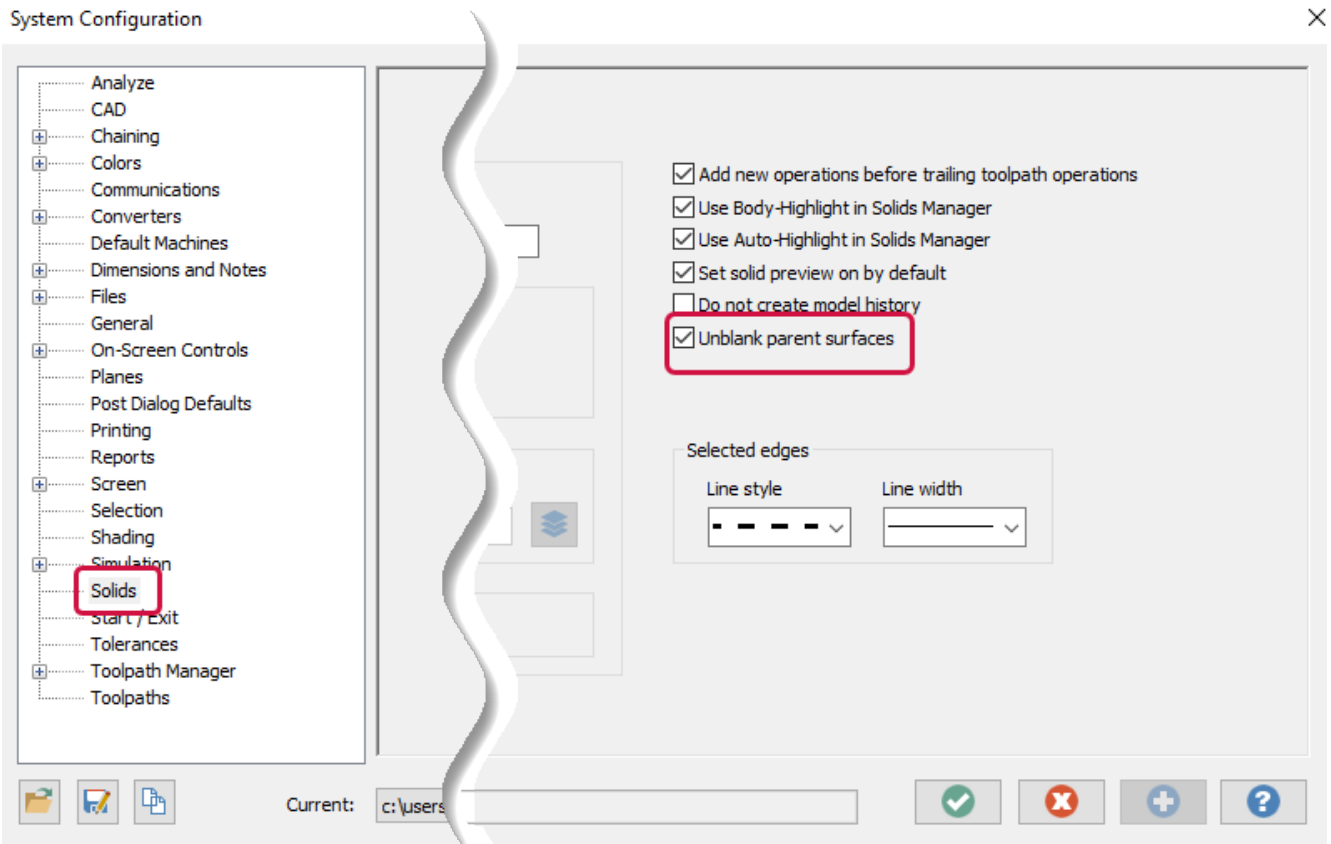 System Configuration
Analyze
CAD
Chaining
Colors
Communications
Converters
Default Machines
Dimensions and Notes
Files
General
On-Screen Controls
Planes
Post Dialog Defaults
Printing
Reports
Screen
Selection
Shading
Simulation
Solids
Start / Exit
Tolerances
Toolpath Manager
Toolpaths
Add new operations before trailing toolpath operations
Use Body-Highlight in Solids Manager
Use Auto-Highlight in Solids Manager
Set solid preview on by default
Do not create model history
Unblank parent surfaces
Selected edges
Line style Line width
Current: c:\users